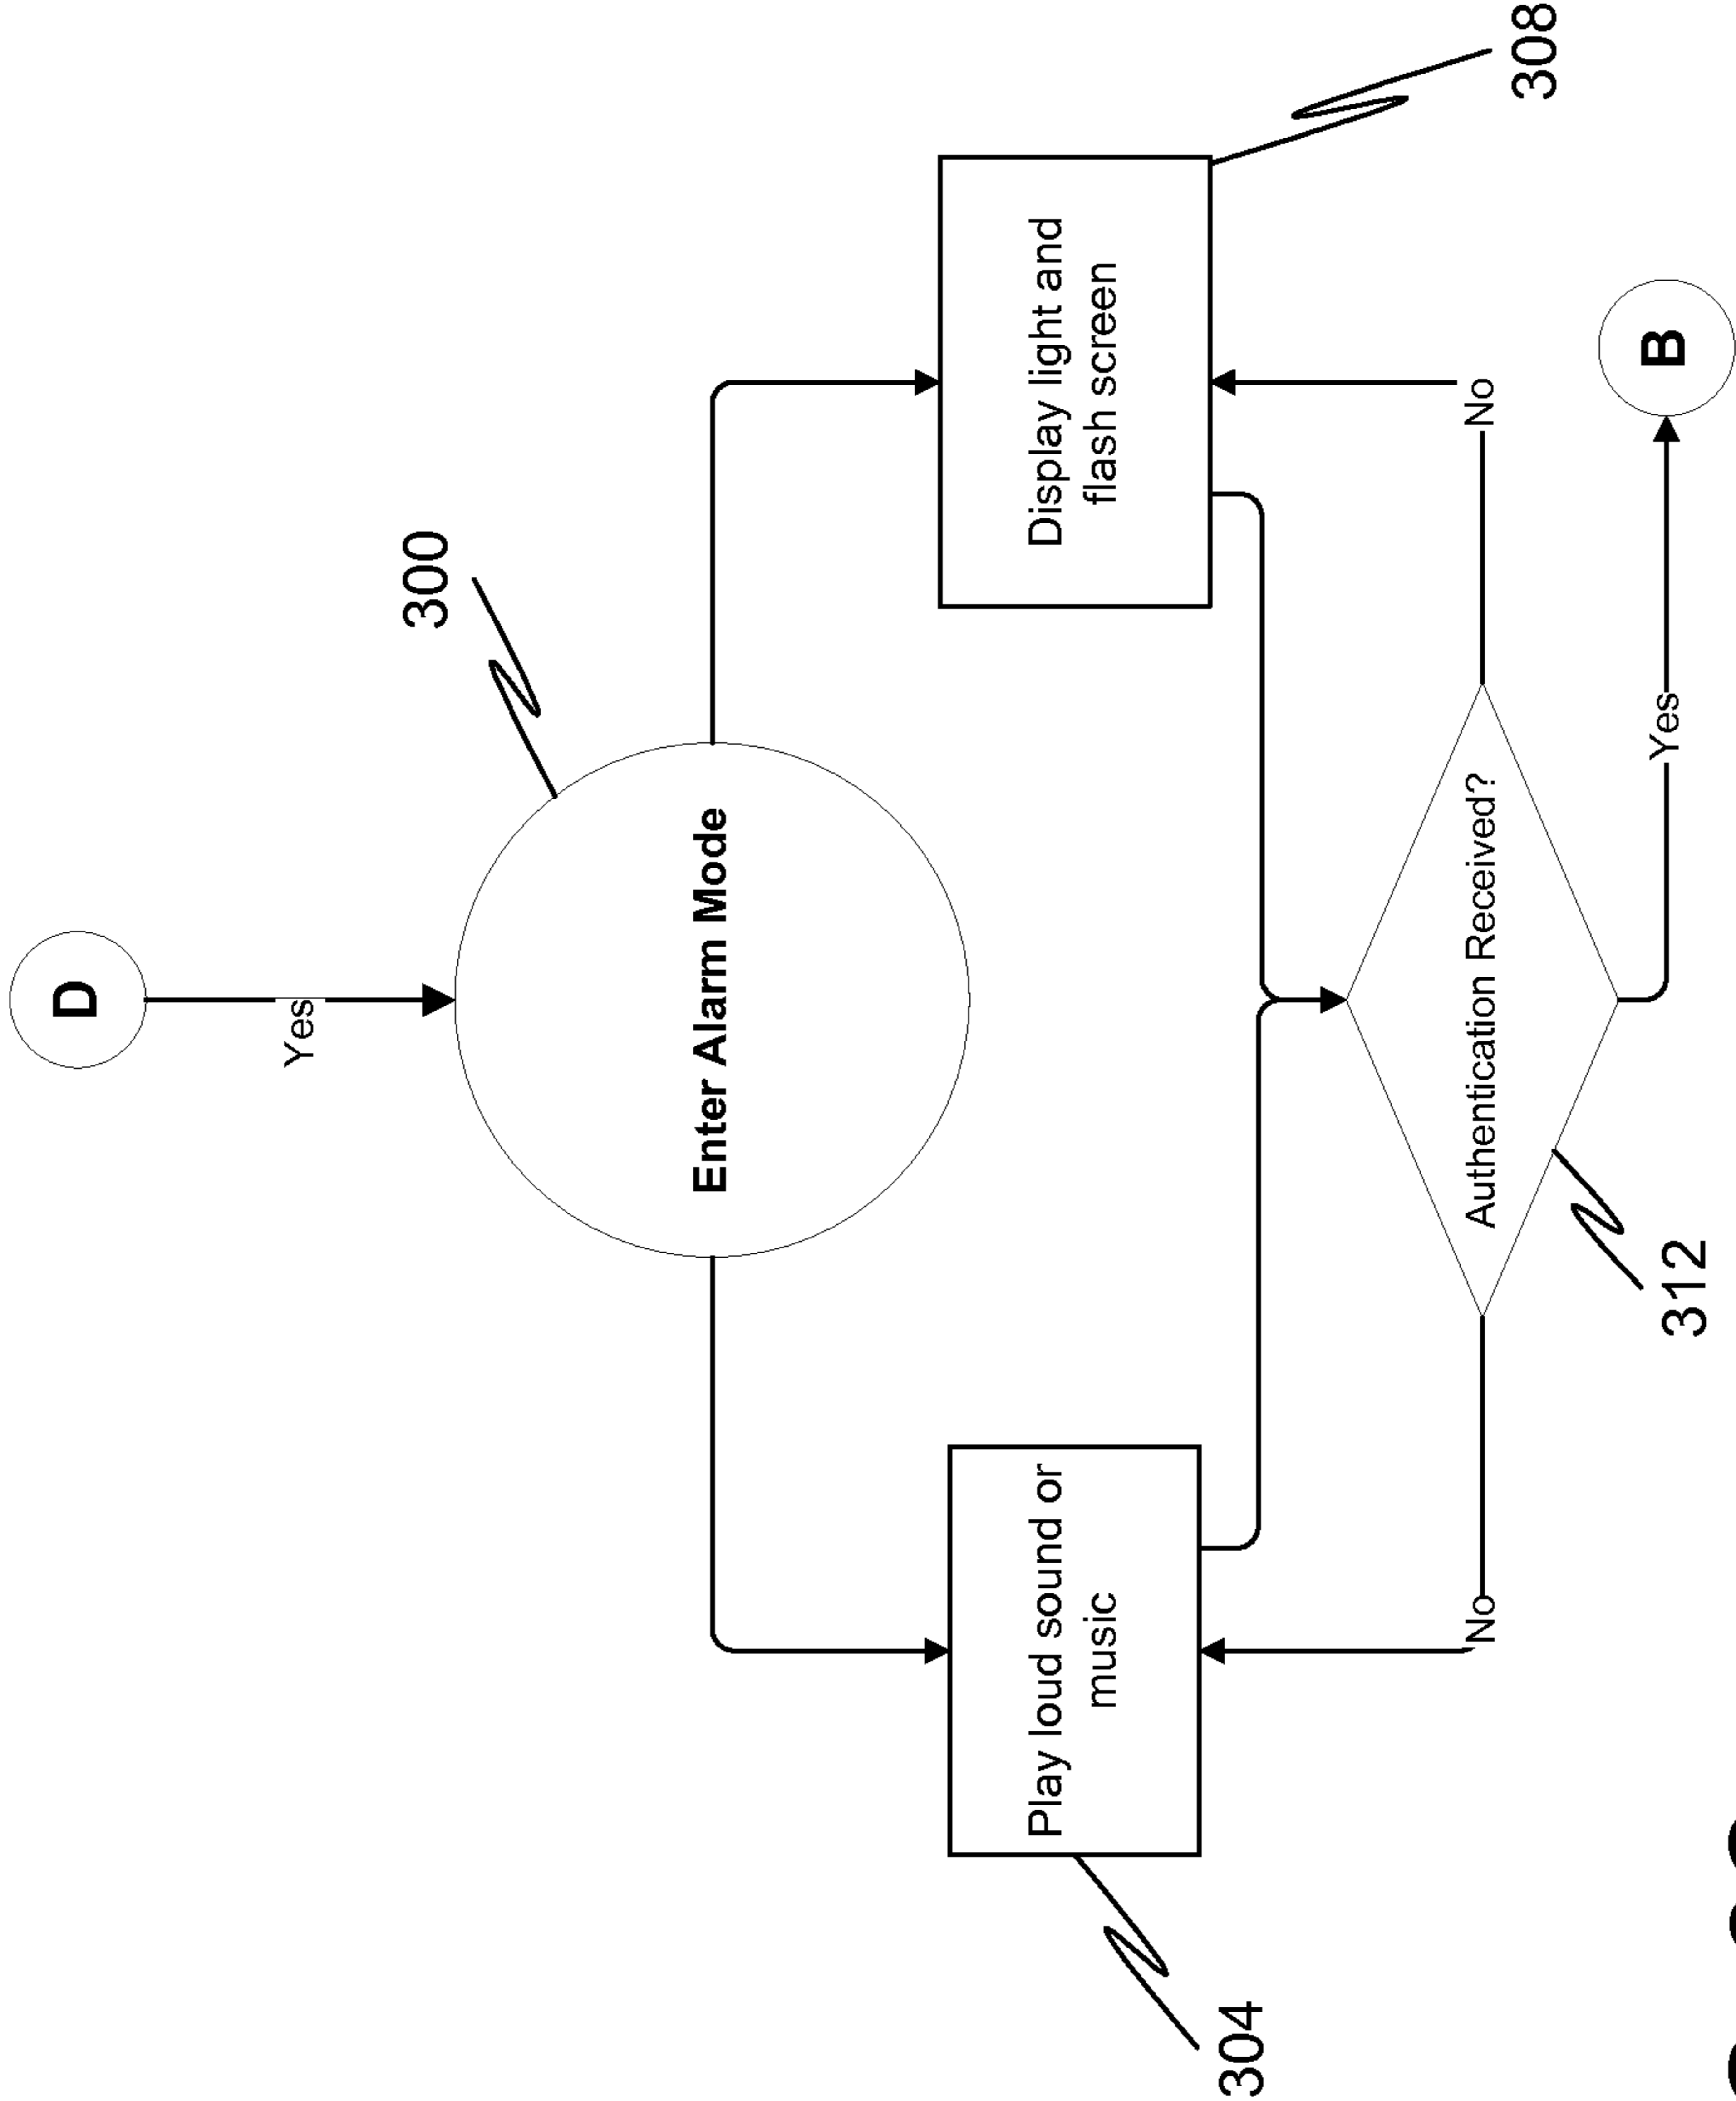 D
Yes
300
Enter Alarm Mode
Play loud sound or
music
Display light and
flash screen
304
No
Authentication Received?
No
308
312
Yes
B